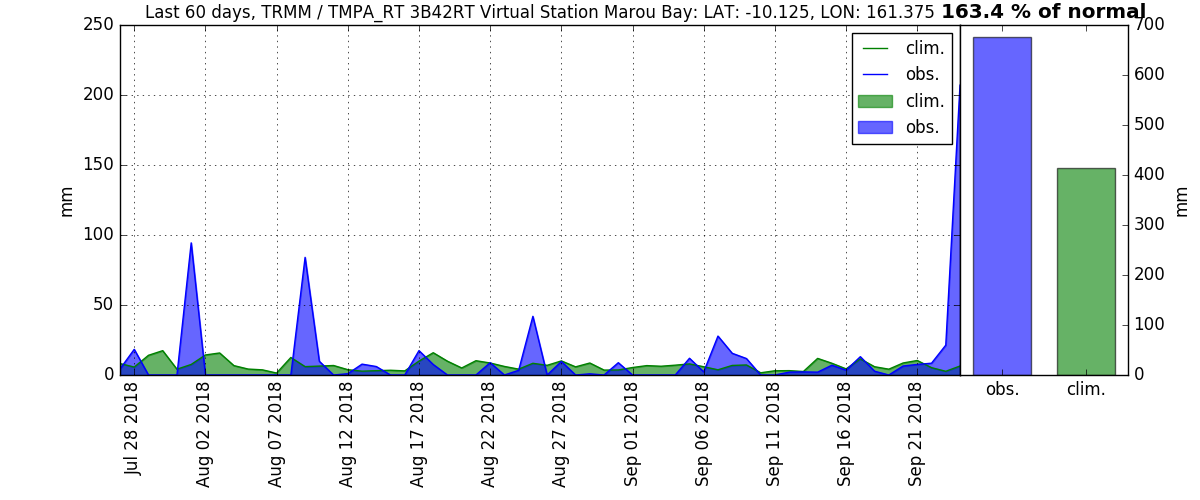 Last 60 days, TRMM / TMPA_RT 3B42RT Virtual Station Marou Bay: LAT: -10.125, LON: 161.375 163.4 % of normal
250
200
150
100
50
0
mm
clim.
obs.
clim.
obs.
700
600
500
400
300
200
100
0
mm
Jul 28 2018
Aug 02 2018
Aug 07 2018
Aug 12 2018
Aug 17 2018
Aug 22 2018
Aug 27 2018
Sep 01 2018
Sep 06 2018
Sep 11 2018
Sep 16 2018
Sep 21 2018
obs.
clim.